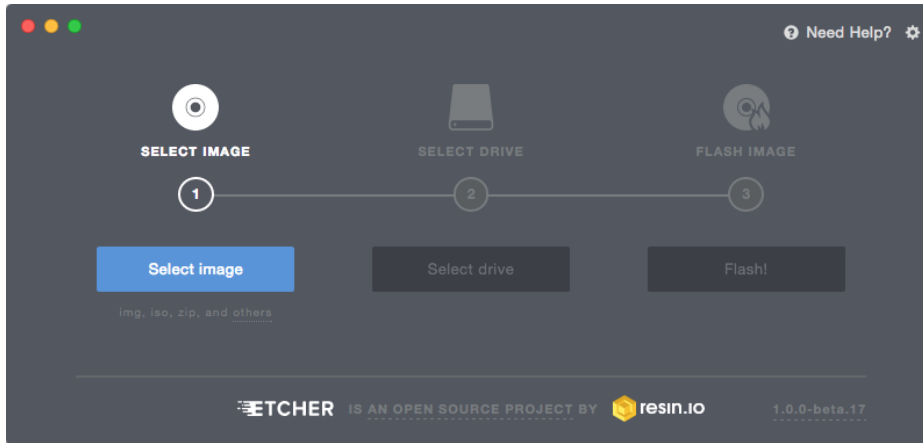 Need Help?
SELECT IMAGE
SELECT DRIVE
FLASH IMAGE
1
2
3
Select image
Select drive
Flash!
img, iso, zip, and others
ETCHER IS AN OPEN SOURCE PROJECT BY resin.io 1.0.0-beta.17